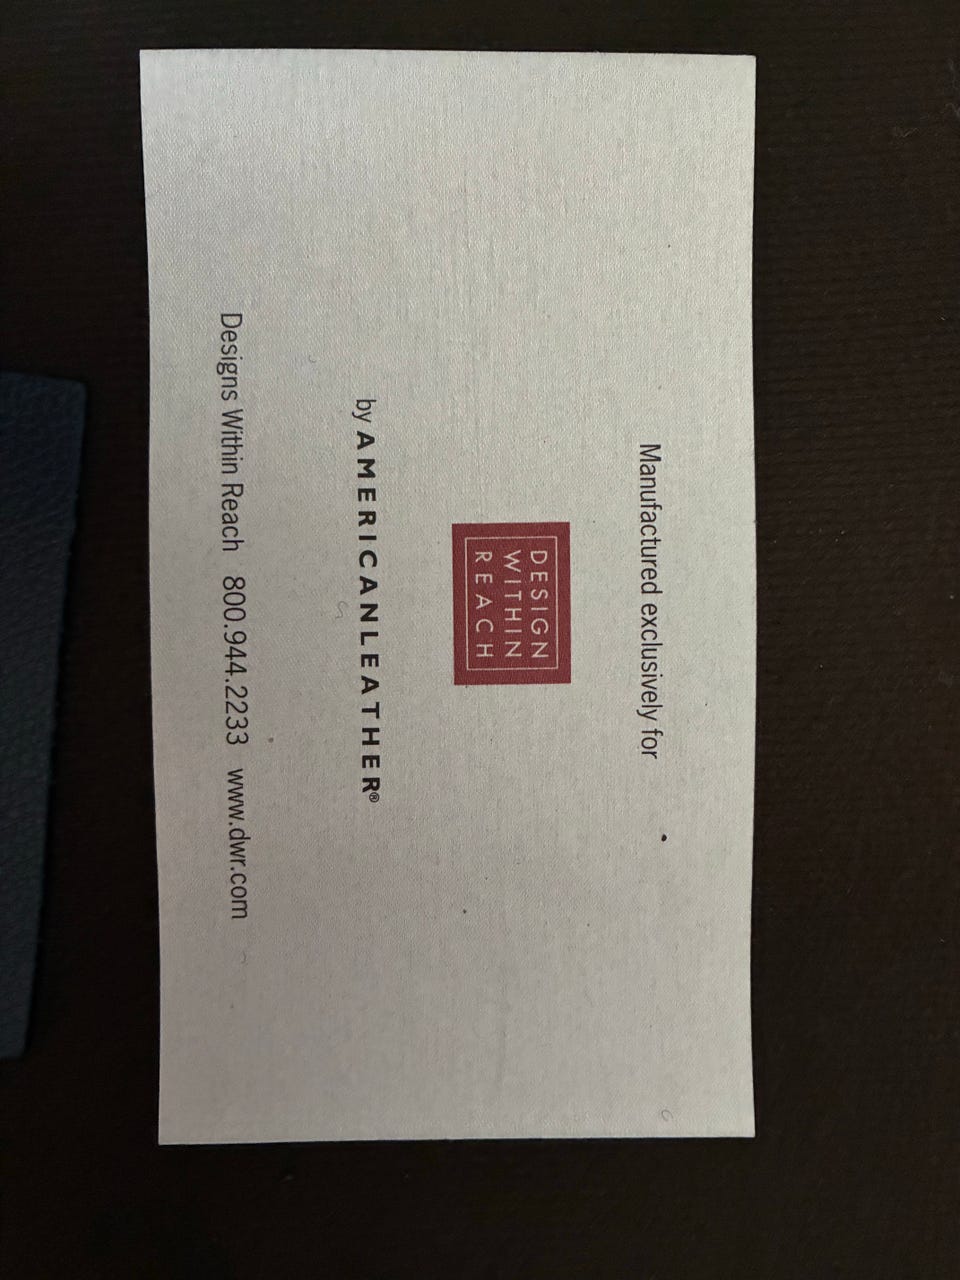 Manufactured exclusively for
DESIGN
WITHIN
REACH
by AMERICANLEATHER®
Designs Within Reach 800.944.2233 www.dwr.com